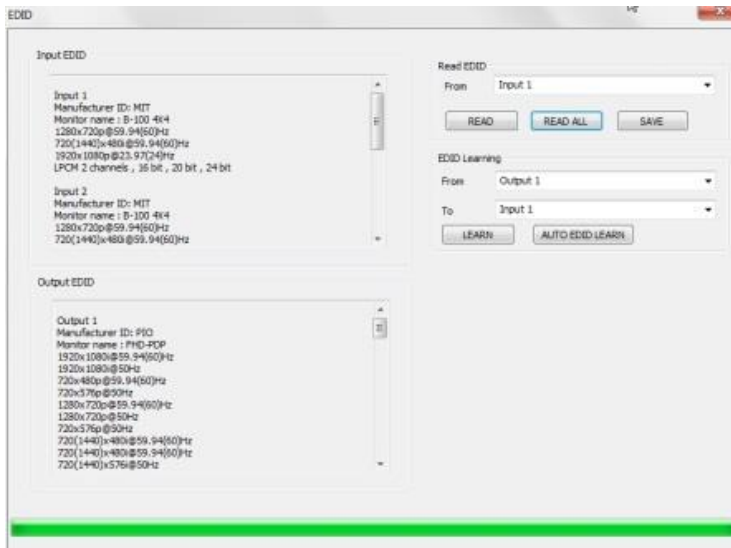 EDID
Input EDID
Input 1
Manufacturer ID: MIT
Monitor name : B-100 4X4
1280x720p@59.94(60)Hz
720(1440)x480i@59.94(60)Hz
1920x1080p@23.97(24)Hz
LPCM 2 channels , 16 bit , 20 bit , 24 bit
Input 2
Manufacturer ID: MIT
Monitor name : B-100 4X4
1280x720p@59.94(60)Hz
720(1440)x480i@59.94(60)Hz
Output EDID
Output 1
Manufacturer ID: PIO
Monitor name : FHD-PDP
1920x1080i@59.94(60)Hz
1920x1080i@50Hz
720x480p@59.94(60)Hz
720x576p@50Hz
1280x720p@59.94(60)Hz
1280x720p@50Hz
720x576p@50Hz
720(1440)x480i@59.94(60)Hz
720(1440)x480i@59.94(60)Hz
720(1440)x576i@50Hz
Read EDID
From Input 1
READ READ ALL SAVE
EDID Learning
From Output 1
To Input 1
LEARN AUTO EDID LEARN